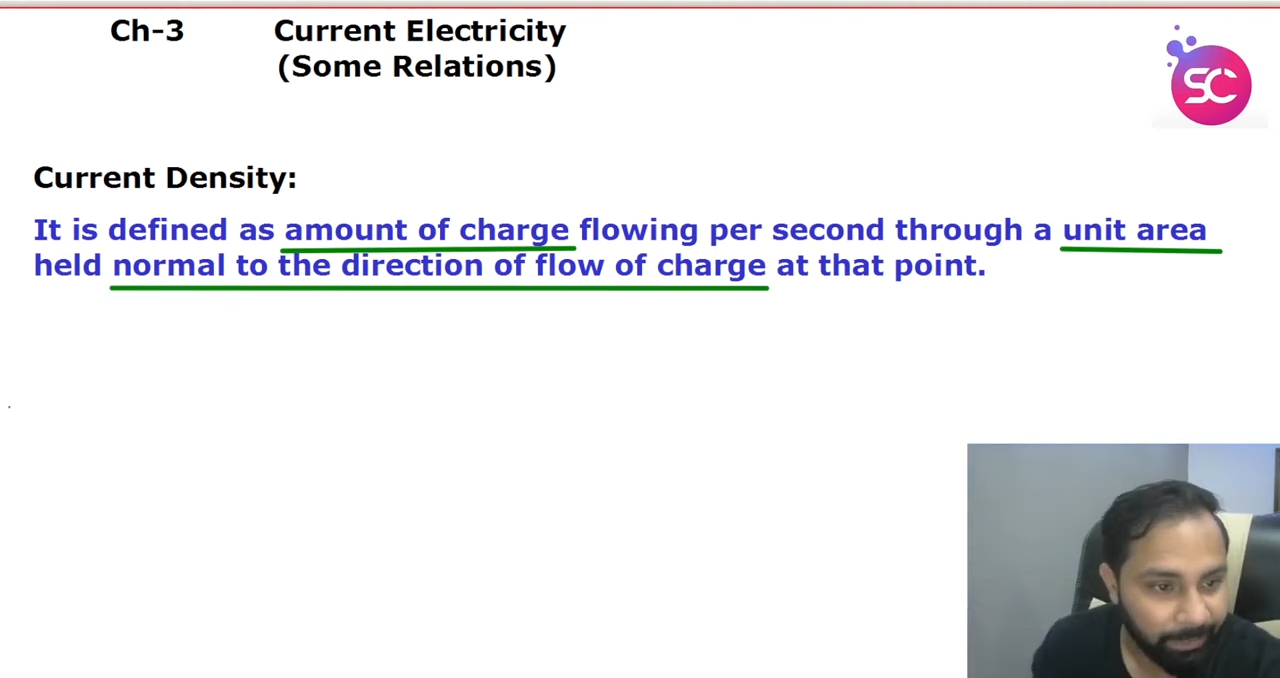 Ch-3 Current Electricity
(Some Relations)
SC
Current Density:
It is defined as amount of charge flowing per second through a unit area
held normal to the direction of flow of charge at that point.